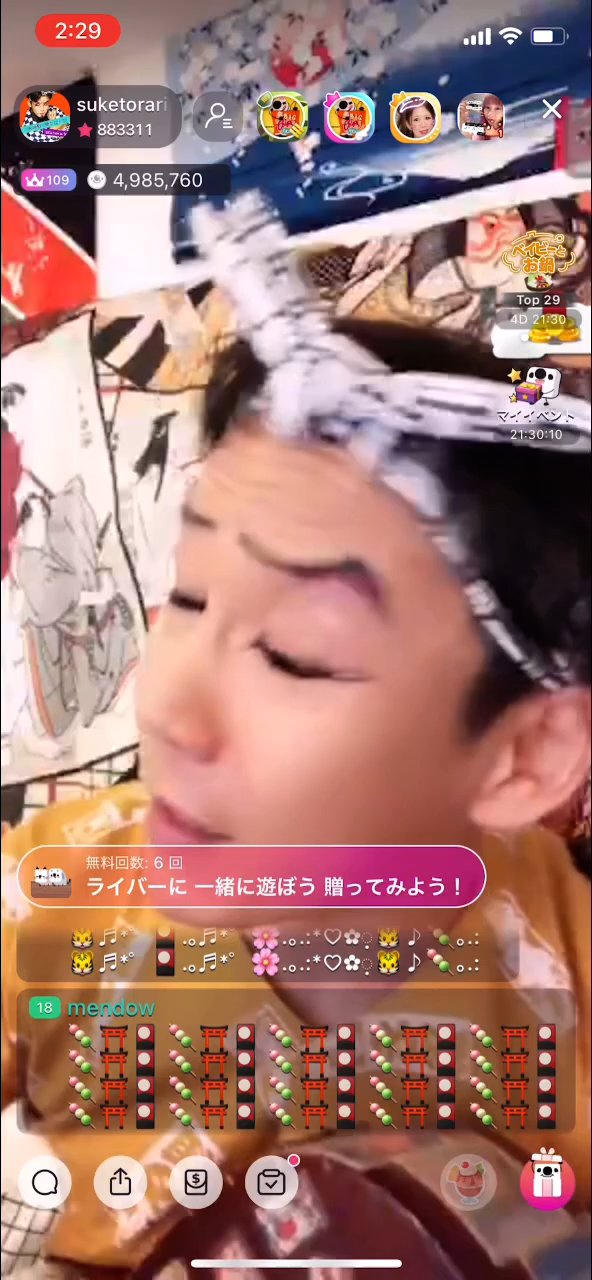 2:29
suketorari
883311
109
4,985,760
ベイビーと
お鍋
Top 29
4D 21:30
マイイベント
21:30:10
無料回数: 6 回
ライバーに 一緒に遊ぼう 贈ってみよう！
🐯 ♬*ﾟ 🎴 .｡♬*ﾟ 🌸 .｡.:*♡✿ 🐯 ♪ 🍡｡.:
🐯 ♬*ﾟ 🎴 .｡♬*ﾟ 🌸 .｡.:*♡✿ 🐯 ♪ 🍡｡.:
18 mendow
🍡⛩🎴🍡⛩🎴🍡⛩🎴🍡⛩🎴🍡⛩🎴
🍡⛩🎴🍡⛩🎴🍡⛩🎴🍡⛩🎴🍡⛩🎴
🍡⛩🎴🍡⛩🎴🍡⛩🎴🍡⛩🎴🍡⛩🎴
🍡⛩🎴🍡⛩🎴🍡⛩🎴🍡⛩🎴🍡⛩🎴